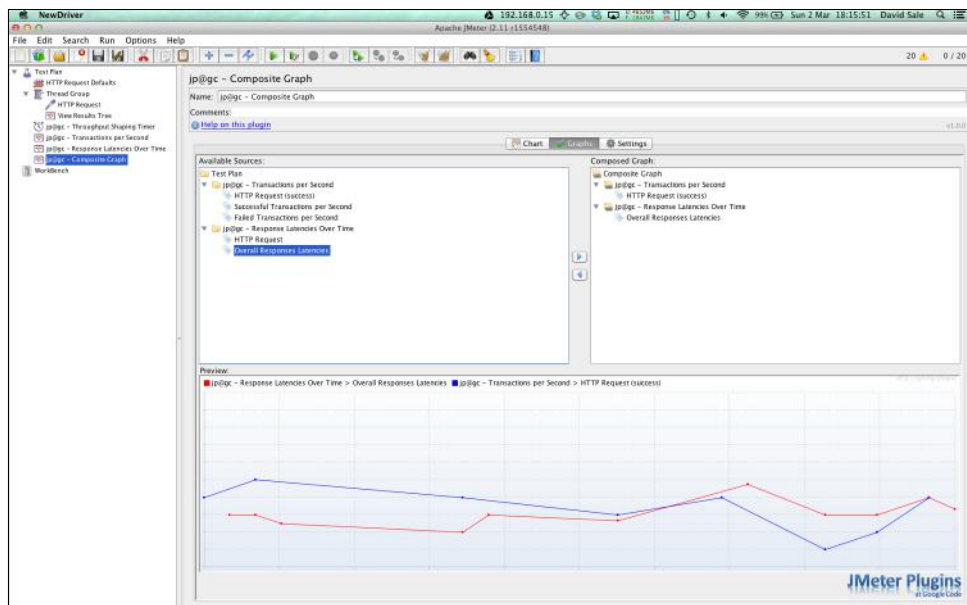 NewDriver 192.168.0.15 99% Sun 2 Mar 18:15:51 David Sale
Apache JMeter (2.11 r1554548)
File Edit Search Run Options Help
20 0 / 20
Test Plan
HTTP Request Defaults
Thread Group
HTTP Request
View Results Tree
jp@gc - Throughput Shaping Timer
jp@gc - Transactions per Second
jp@gc - Response Latencies Over Time
jp@gc - Composite Graph
WorkBench
jp@gc - Composite Graph
Name: jp@gc - Composite Graph
Comments:
Help on this plugin
Chart Graphs Settings
Available Sources:
Test Plan
jp@gc - Transactions per Second
HTTP Request (success)
Successful Transactions per Second
Failed Transactions per Second
jp@gc - Response Latencies Over Time
HTTP Request
Overall Responses Latencies
Composed Graph:
Composite Graph
jp@gc - Transactions per Second
HTTP Request (success)
jp@gc - Response Latencies Over Time
Overall Responses Latencies
Preview:
jp@gc - Response Latencies Over Time > Overall Responses Latencies jp@gc - Transactions per Second > HTTP Request (success)
JMeter Plugins
at Google Code